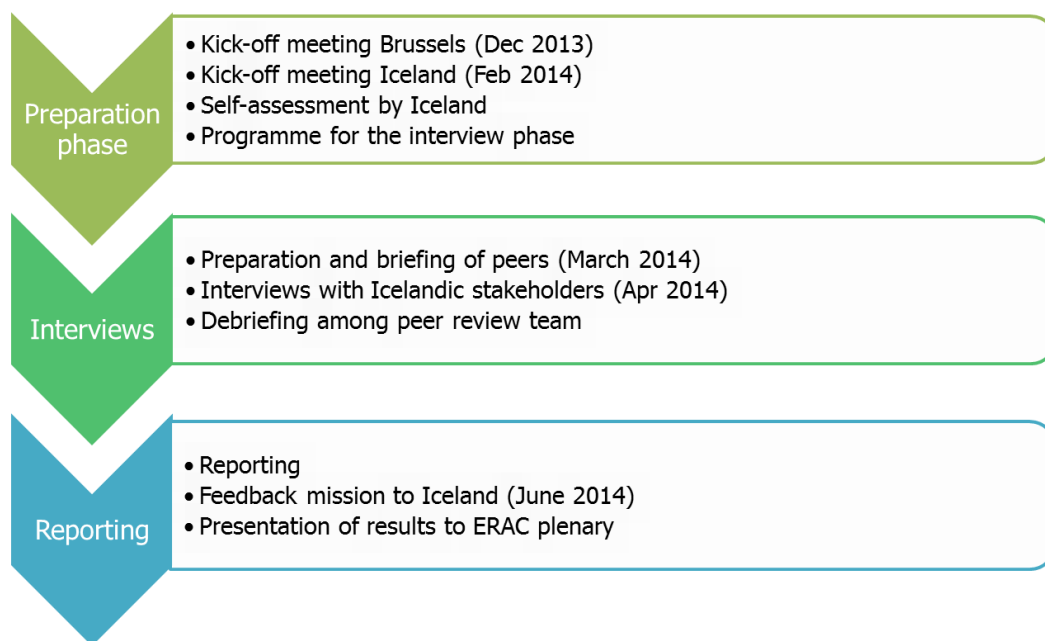 Preparation
phase
• Kick-off meeting Brussels (Dec 2013)
• Kick-off meeting Iceland (Feb 2014)
• Self-assessment by Iceland
• Programme for the interview phase
Interviews
• Preparation and briefing of peers (March 2014)
• Interviews with Icelandic stakeholders (Apr 2014)
• Debriefing among peer review team
Reporting
• Reporting
• Feedback mission to Iceland (June 2014)
• Presentation of results to ERAC plenary